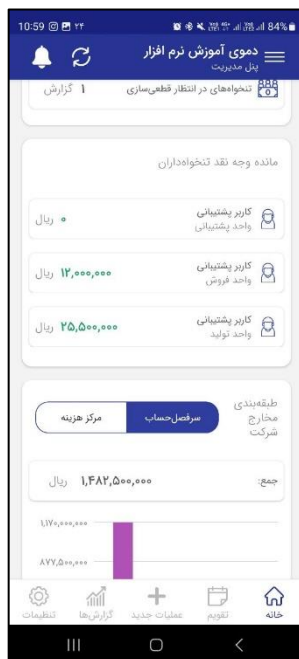 10:59 ۲۴ 84%
دموی آموزش نرم افزار
پنل مدیریت
تنخواه‌های در انتظار قطعی‌سازی ۱ گزارش
مانده وجه نقد تنخواه‌داران
کاربر پشتیبانی
واحد پشتیبانی
۰ ریال
کاربر پشتیبانی
واحد فروش
۱۲,۰۰۰,۰۰۰ ریال
کاربر پشتیبانی
واحد تولید
۲۵,۵۰۰,۰۰۰ ریال
طبقه‌بندی
مخارج
شرکت
سرفصل‌حساب مرکز هزینه
جمع: ۱,۴۸۲,۵۰۰,۰۰۰ ریال
۱,۱۷۰,۰۰۰,۰۰۰
۸۷۷,۵۰۰,۰۰۰
خانه تقویم عملیات جدید گزارش‌ها تنظیمات